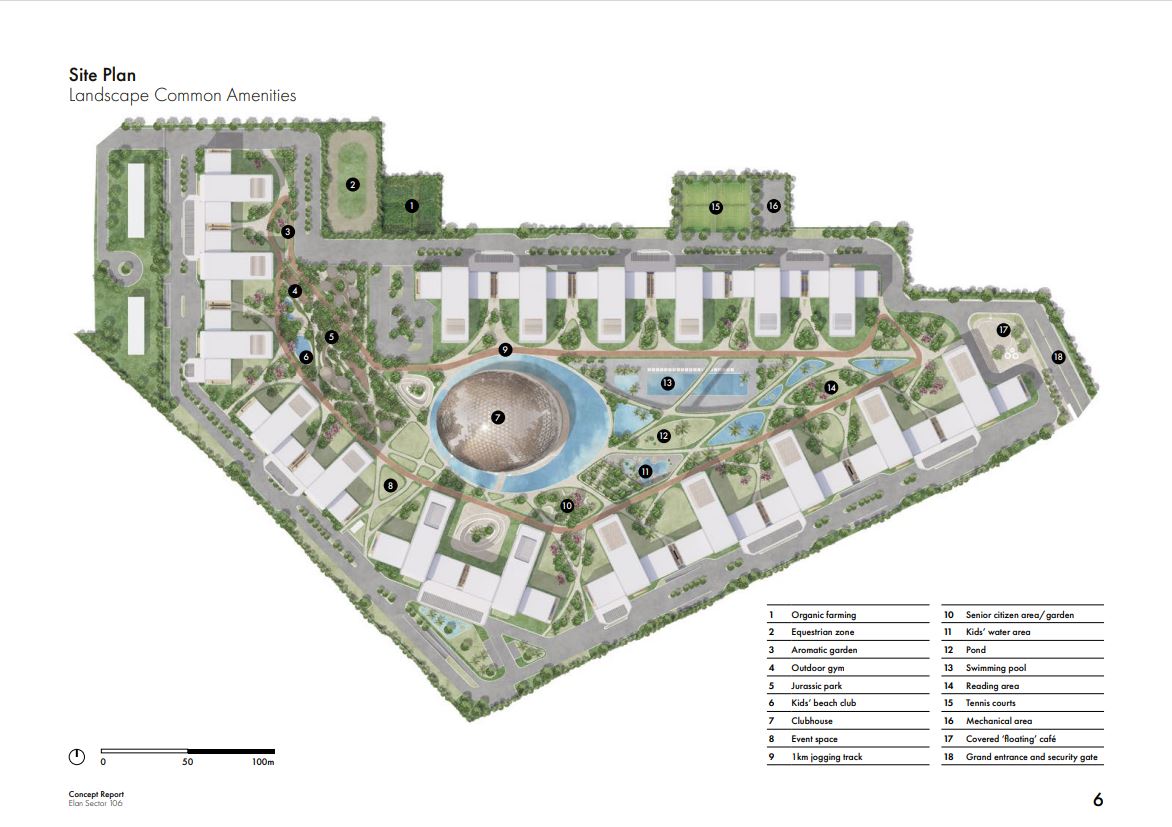 Site Plan
Landscape Common Amenities
2
1
15
16
3
4
5
6
9
17
18
13
14
7
12
11
8
10
1 Organic farming
2 Equestrian zone
3 Aromatic garden
4 Outdoor gym
5 Jurassic park
6 Kids’ beach club
7 Clubhouse
8 Event space
9 1km jogging track
10 Senior citizen area/garden
11 Kids’ water area
12 Pond
13 Swimming pool
14 Reading area
15 Tennis courts
16 Mechanical area
17 Covered ‘floating’ café
18 Grand entrance and security gate
0 50 100m
Concept Report
Elan Sector 106
6